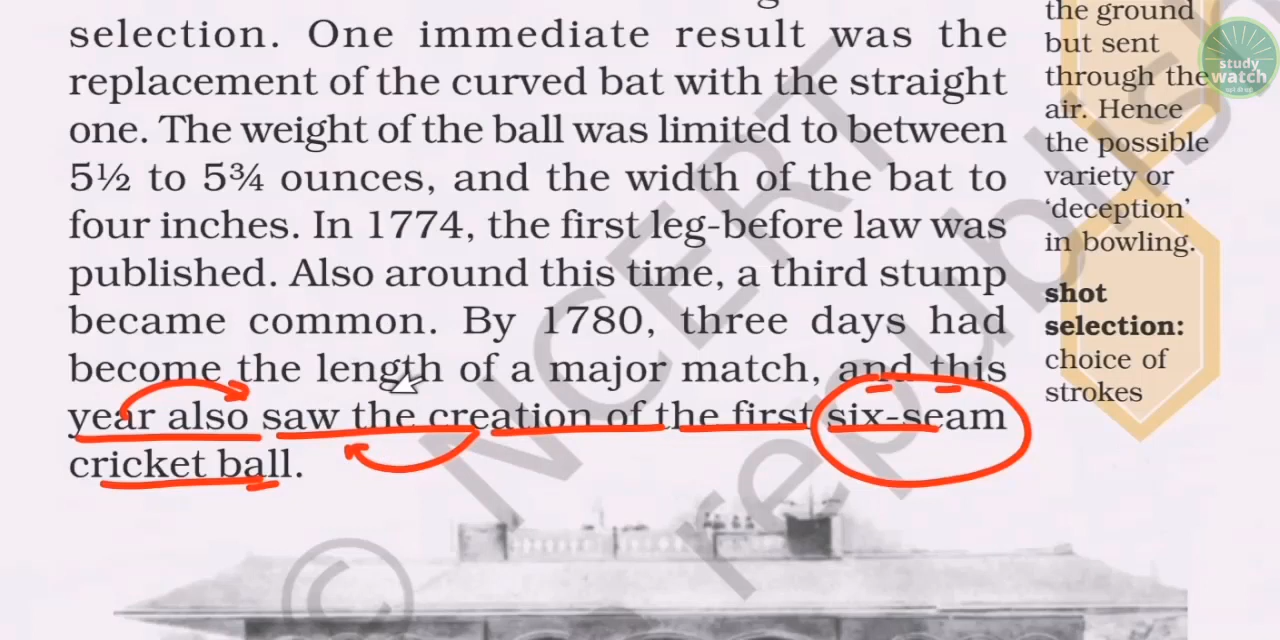 selection. One immediate result was the
replacement of the curved bat with the straight
one. The weight of the ball was limited to between
5½ to 5¾ ounces, and the width of the bat to
four inches. In 1774, the first leg-before law was
published. Also around this time, a third stump
became common. By 1780, three days had
become the length of a major match, and this
year also saw the creation of the first six-seam
cricket ball.
the ground
but sent
through the
air. Hence
the possible
variety or
‘deception’
in bowling.
shot
selection:
choice of
strokes
study
watch
©
NCERT
republish